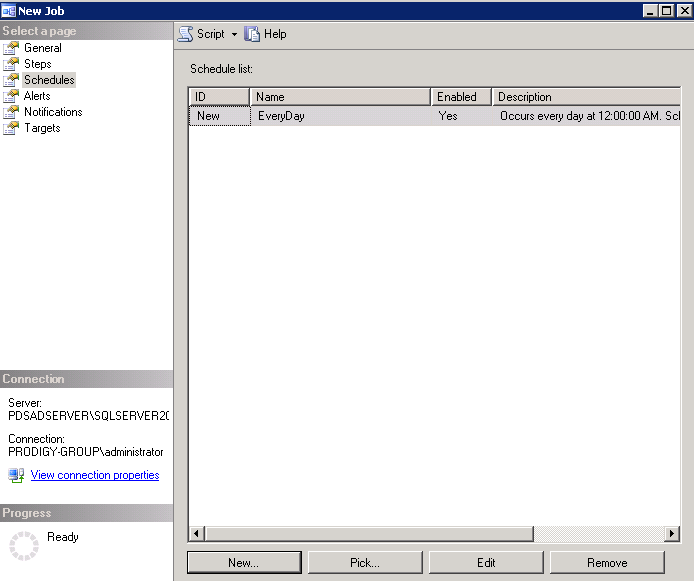 New Job
Select a page
General
Steps
Schedules
Alerts
Notifications
Targets
Script Help
Schedule list:
ID Name Enabled Description
New EveryDay Yes Occurs every day at 12:00:00 AM. Scl
Connection
Server:
PDSADSERVER\SQLSERVER20
Connection:
PRODIGY-GROUP\administrator
View connection properties
Progress
Ready
New... Pick... Edit Remove